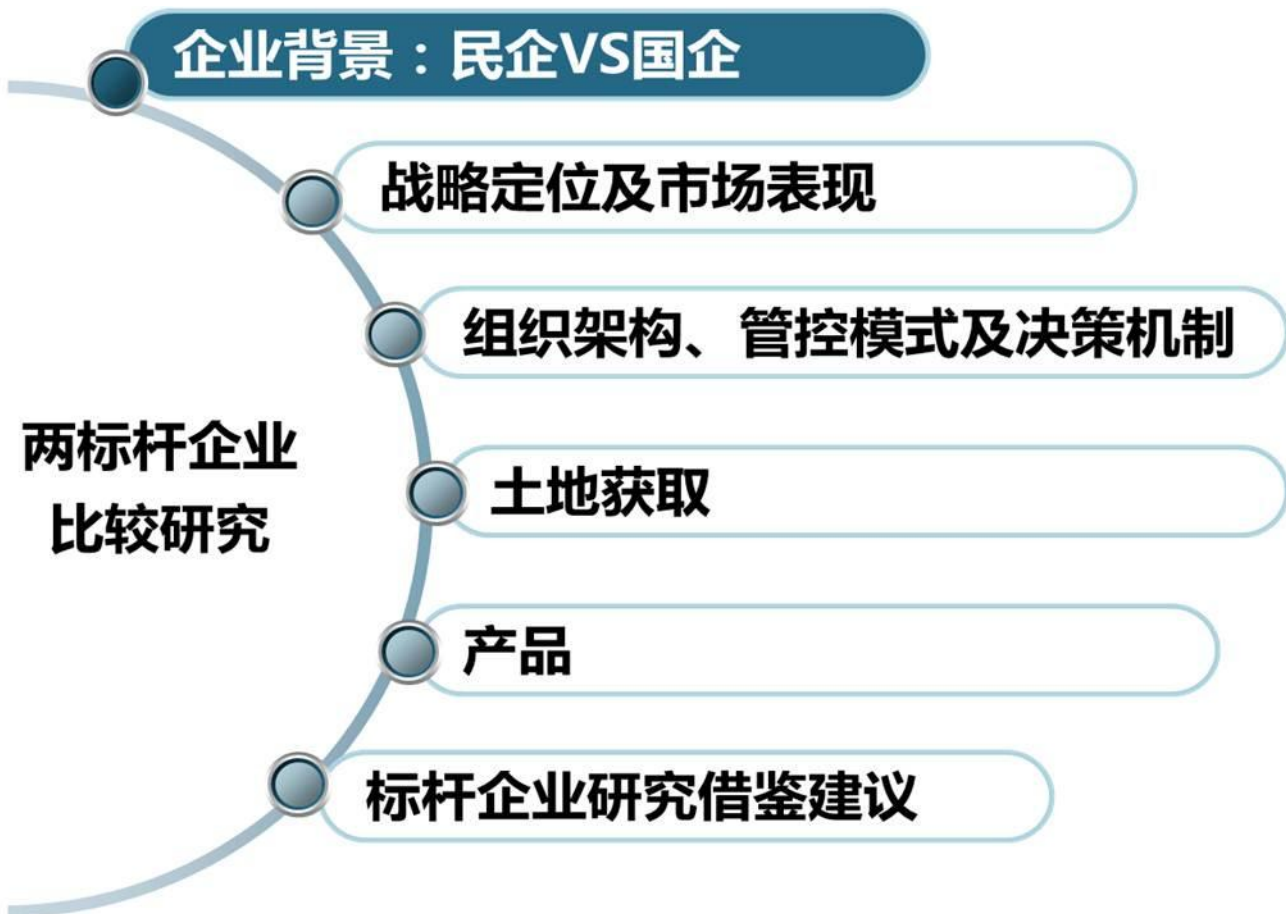 企业背景：民企VS国企
战略定位及市场表现
组织架构、管控模式及决策机制
两标杆企业
比较研究
土地获取
产品
标杆企业研究借鉴建议